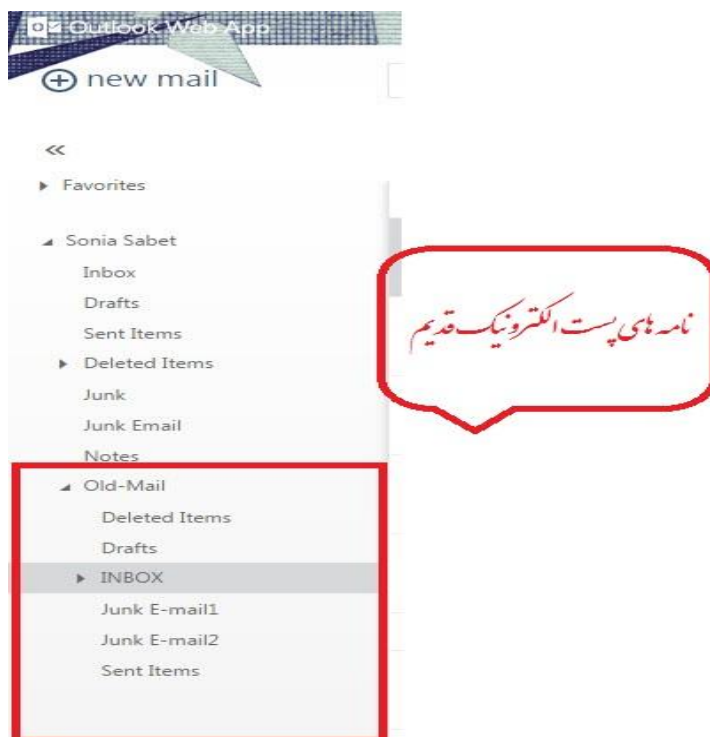 Outlook Web App
new mail
Favorites
Sonia Sabet
Inbox
Drafts
Sent Items
Deleted Items
Junk
Junk Email
Notes
Old-Mail
Deleted Items
Drafts
INBOX
Junk E-mail1
Junk E-mail2
Sent Items
نامه های پست الکترونیک قدیم